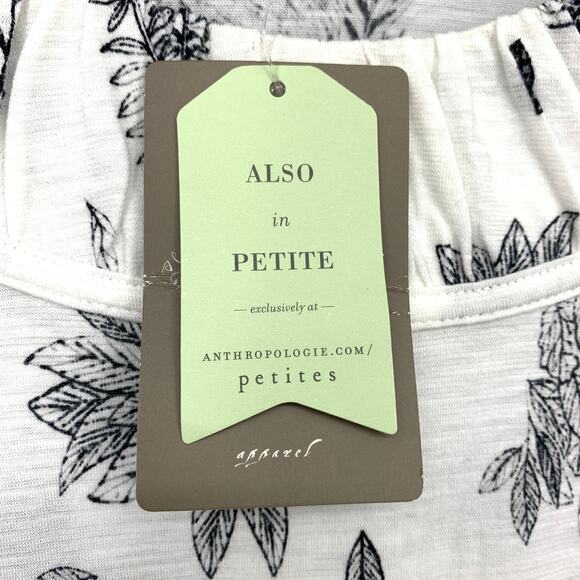 ALSO
in
PETITE
— exclusively at —
ANTHROPOLOGIE.COM/
petites
apparel